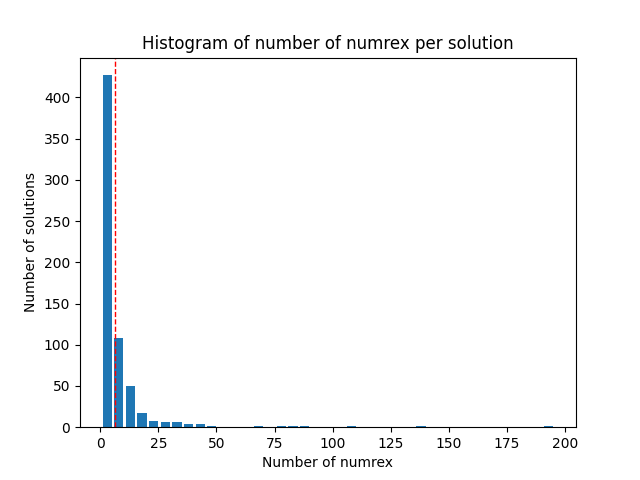 Histogram of number of numrex per solution
400
350
300
250
200
150
100
50
0
Number of solutions
0 25 50 75 100 125 150 175 200
Number of numrex